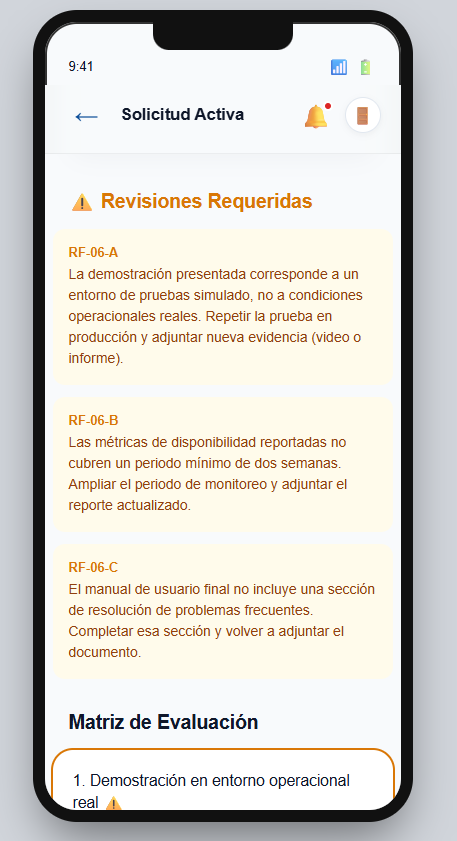 9:41
Solicitud Activa
Revisiones Requeridas
RF-06-A
La demostración presentada corresponde a un
entorno de pruebas simulado, no a condiciones
operacionales reales. Repetir la prueba en
producción y adjuntar nueva evidencia (video o
informe).
RF-06-B
Las métricas de disponibilidad reportadas no
cubren un periodo mínimo de dos semanas.
Ampliar el periodo de monitoreo y adjuntar el
reporte actualizado.
RF-06-C
El manual de usuario final no incluye una sección
de resolución de problemas frecuentes.
Completar esa sección y volver a adjuntar el
documento.
Matriz de Evaluación
1. Demostración en entorno operacional
real